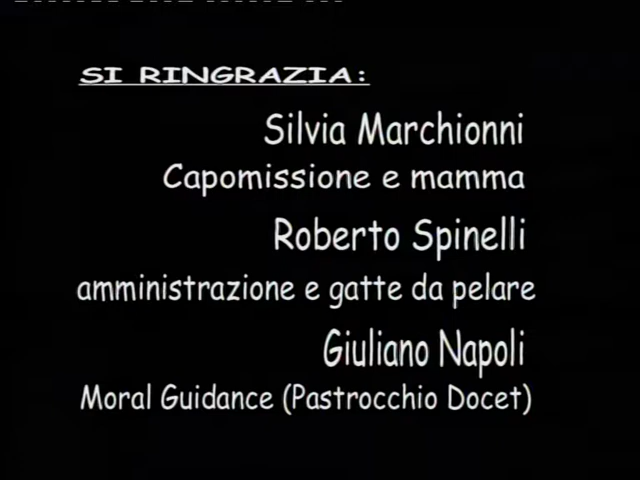 SI RINGRAZIA:
Silvia Marchionni
Capomissione e mamma
Roberto Spinelli
amministrazione e gatte da pelare
Giuliano Napoli
Moral Guidance (Pastrocchio Docet)